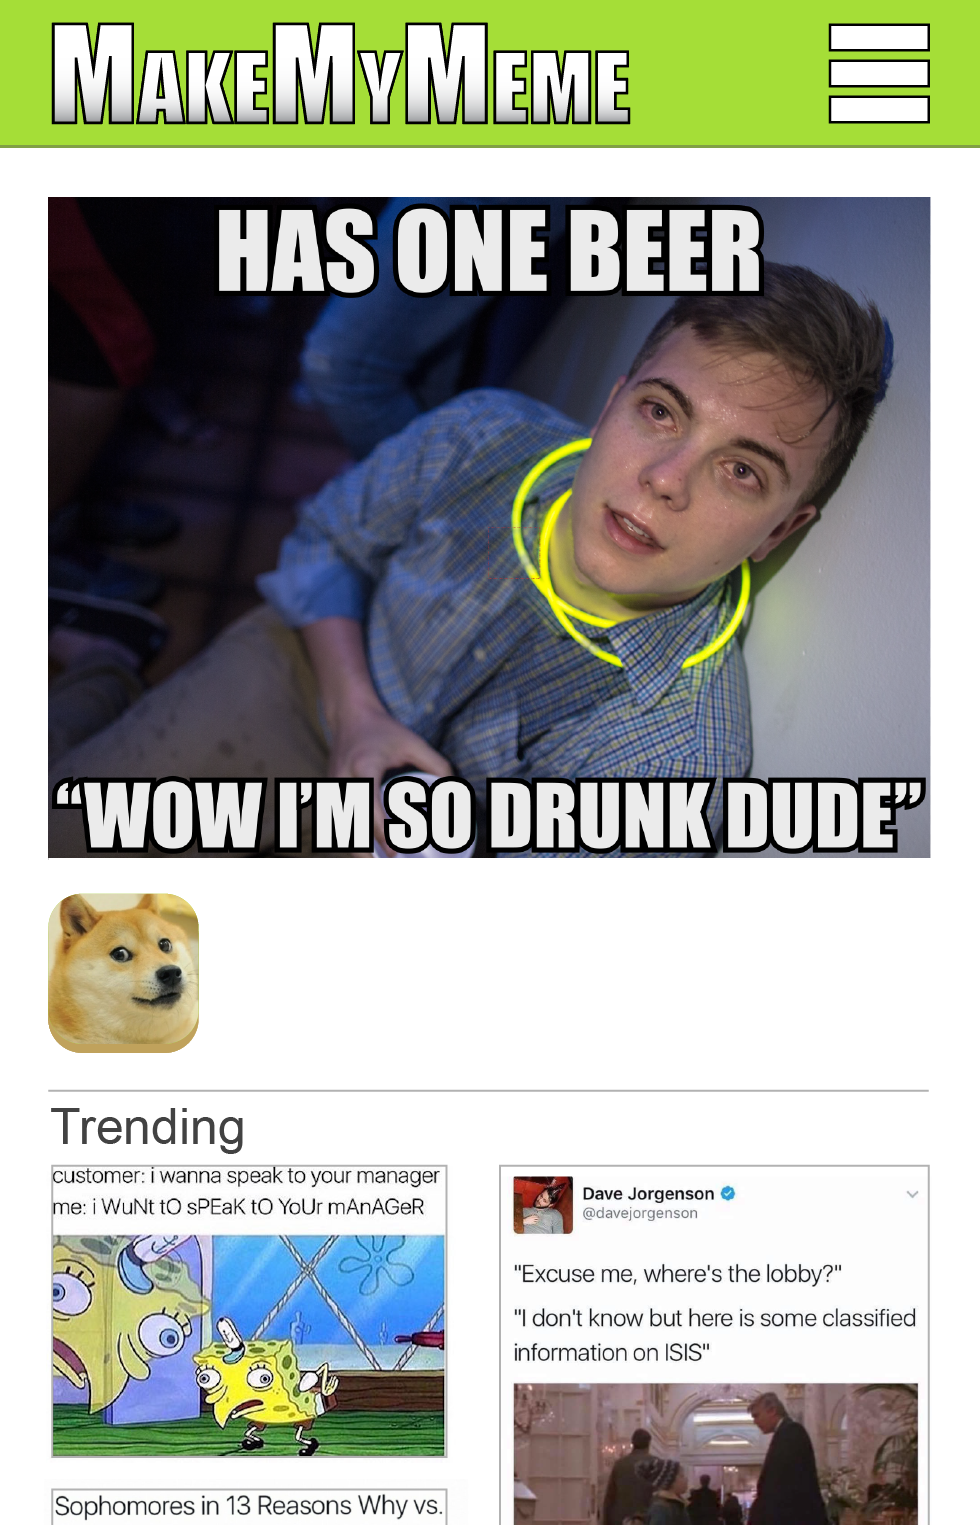 MAKEMYMEME
HAS ONE BEER
“WOW I’M SO DRUNK DUDE”
Trending
customer: i wanna speak to your manager
me: i WuNt tO sPEaK tO YoUr mAnAGeR
Dave Jorgenson
@davejorgenson
"Excuse me, where's the lobby?"
"I don't know but here is some classified
information on ISIS"
Sophomores in 13 Reasons Why vs.